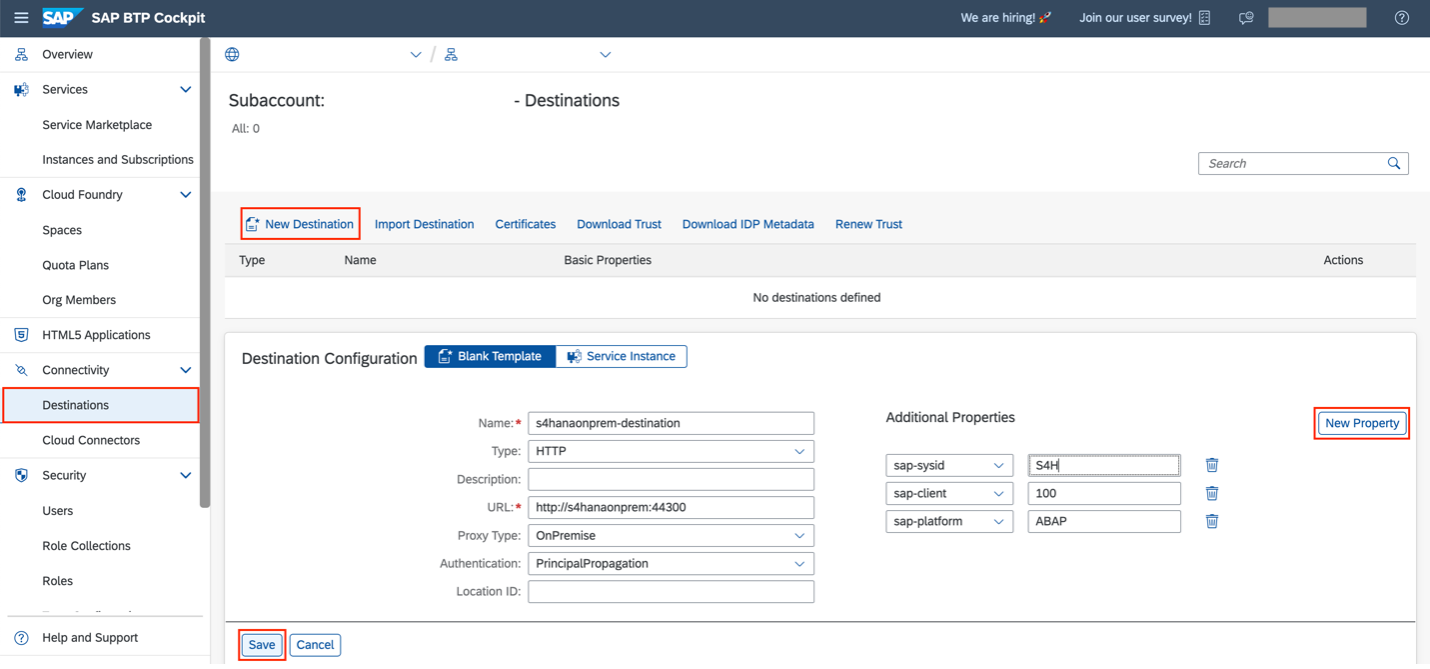 SAP SAP BTP Cockpit We are hiring! 🚀 Join our user survey!
Overview
Services
Service Marketplace
Instances and Subscriptions
Cloud Foundry
Spaces
Quota Plans
Org Members
HTML5 Applications
Connectivity
Destinations
Cloud Connectors
Security
Users
Role Collections
Roles
Help and Support
/
Subaccount: - Destinations
All: 0
Search
New Destination Import Destination Certificates Download Trust Download IDP Metadata Renew Trust
Type Name Basic Properties Actions
No destinations defined
Destination Configuration Blank Template Service Instance
Name:* s4hanaonprem-destination
Type: HTTP
Description:
URL:* http://s4hanaonprem:44300
Proxy Type: OnPremise
Authentication: PrincipalPropagation
Location ID:
Additional Properties New Property
sap-sysid S4H
sap-client 100
sap-platform ABAP
Save Cancel